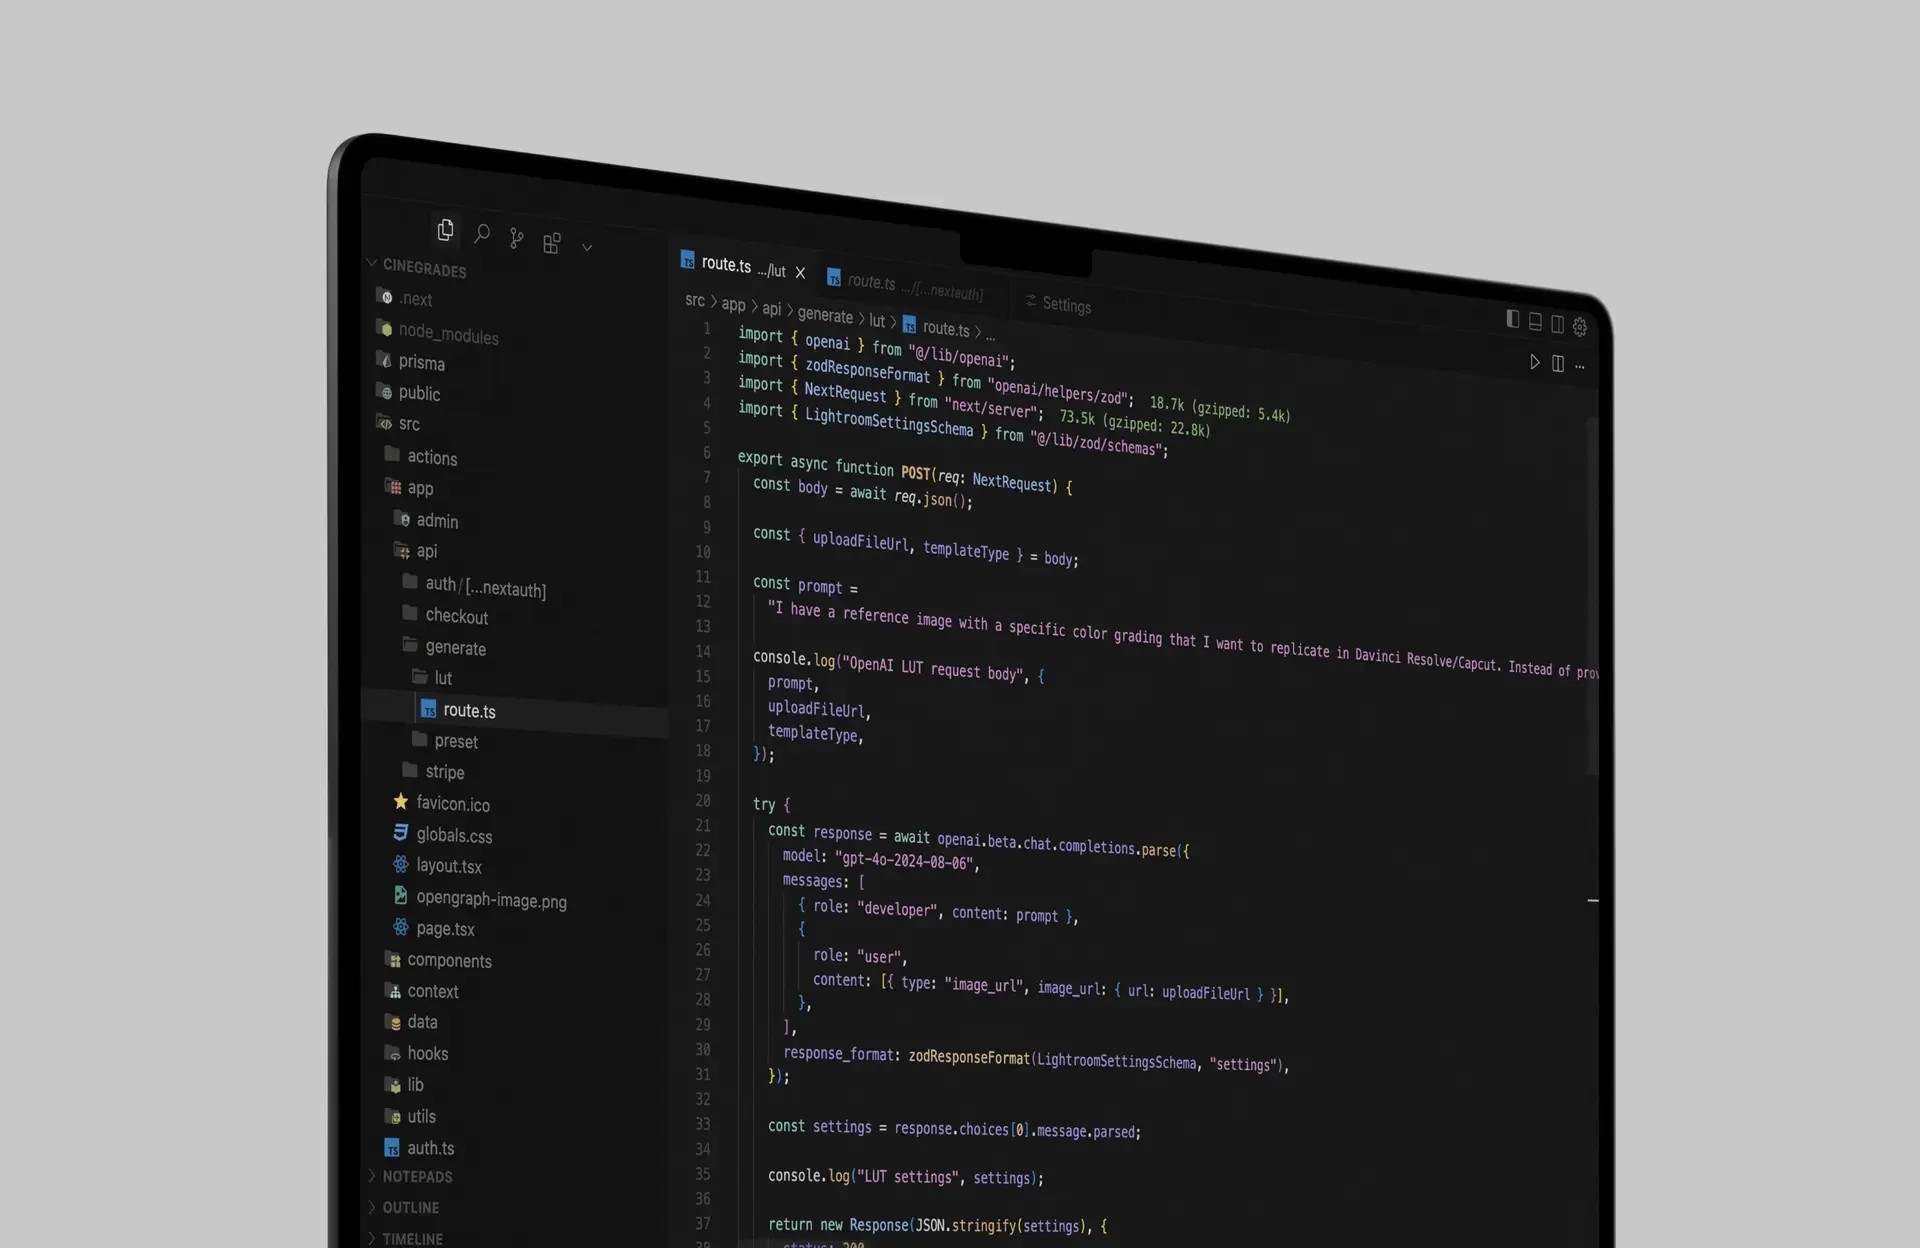 CINEGRADES
.next
node_modules
prisma
public
src
actions
app
admin
api
auth/[...nextauth]
checkout
generate
lut
TS route.ts
preset
stripe
favicon.ico
globals.css
layout.tsx
opengraph-image.png
page.tsx
components
context
data
hooks
lib
utils
TS auth.ts
NOTEPADS
OUTLINE
TIMELINE
TS route.ts .../lut × TS route.ts .../[...nextauth] Settings
src > app > api > generate > lut > TS route.ts > ...
1 import { openai } from "@/lib/openai";
2 import { zodResponseFormat } from "openai/helpers/zod"; 18.7k (gzipped: 5.4k)
3 import { NextRequest } from "next/server"; 73.5k (gzipped: 22.8k)
4 import { LightroomSettingsSchema } from "@/lib/zod/schemas";
5
6 export async function POST(req: NextRequest) {
7 const body = await req.json();
8
9 const { uploadFileUrl, templateType } = body;
10
11 const prompt =
12 "I have a reference image with a specific color grading that I want to replicate in Davinci Resolve/Capcut. Instead of prov
13
14 console.log("OpenAI LUT request body", {
15 prompt,
16 uploadFileUrl,
17 templateType,
18 });
19
20 try {
21 const response = await openai.beta.chat.completions.parse({
22 model: "gpt-4o-2024-08-06",
23 messages: [
24 { role: "developer", content: prompt },
25 {
26 role: "user",
27 content: [{ type: "image_url", image_url: { url: uploadFileUrl } }],
28 },
29 ],
30 response_format: zodResponseFormat(LightroomSettingsSchema, "settings"),
31 });
32
33 const settings = response.choices[0].message.parsed;
34
35 console.log("LUT settings", settings);
36
37 return new Response(JSON.stringify(settings), {
38 status: 200